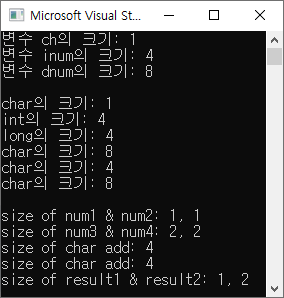 Microsoft Visual St...
변수 ch의 크기: 1
변수 inum의 크기: 4
변수 dnum의 크기: 8
char의 크기: 1
int의 크기: 4
long의 크기: 4
char의 크기: 8
char의 크기: 4
char의 크기: 8
size of num1 & num2: 1, 1
size of num3 & num4: 2, 2
size of char add: 4
size of char add: 4
size of result1 & result2: 1, 2